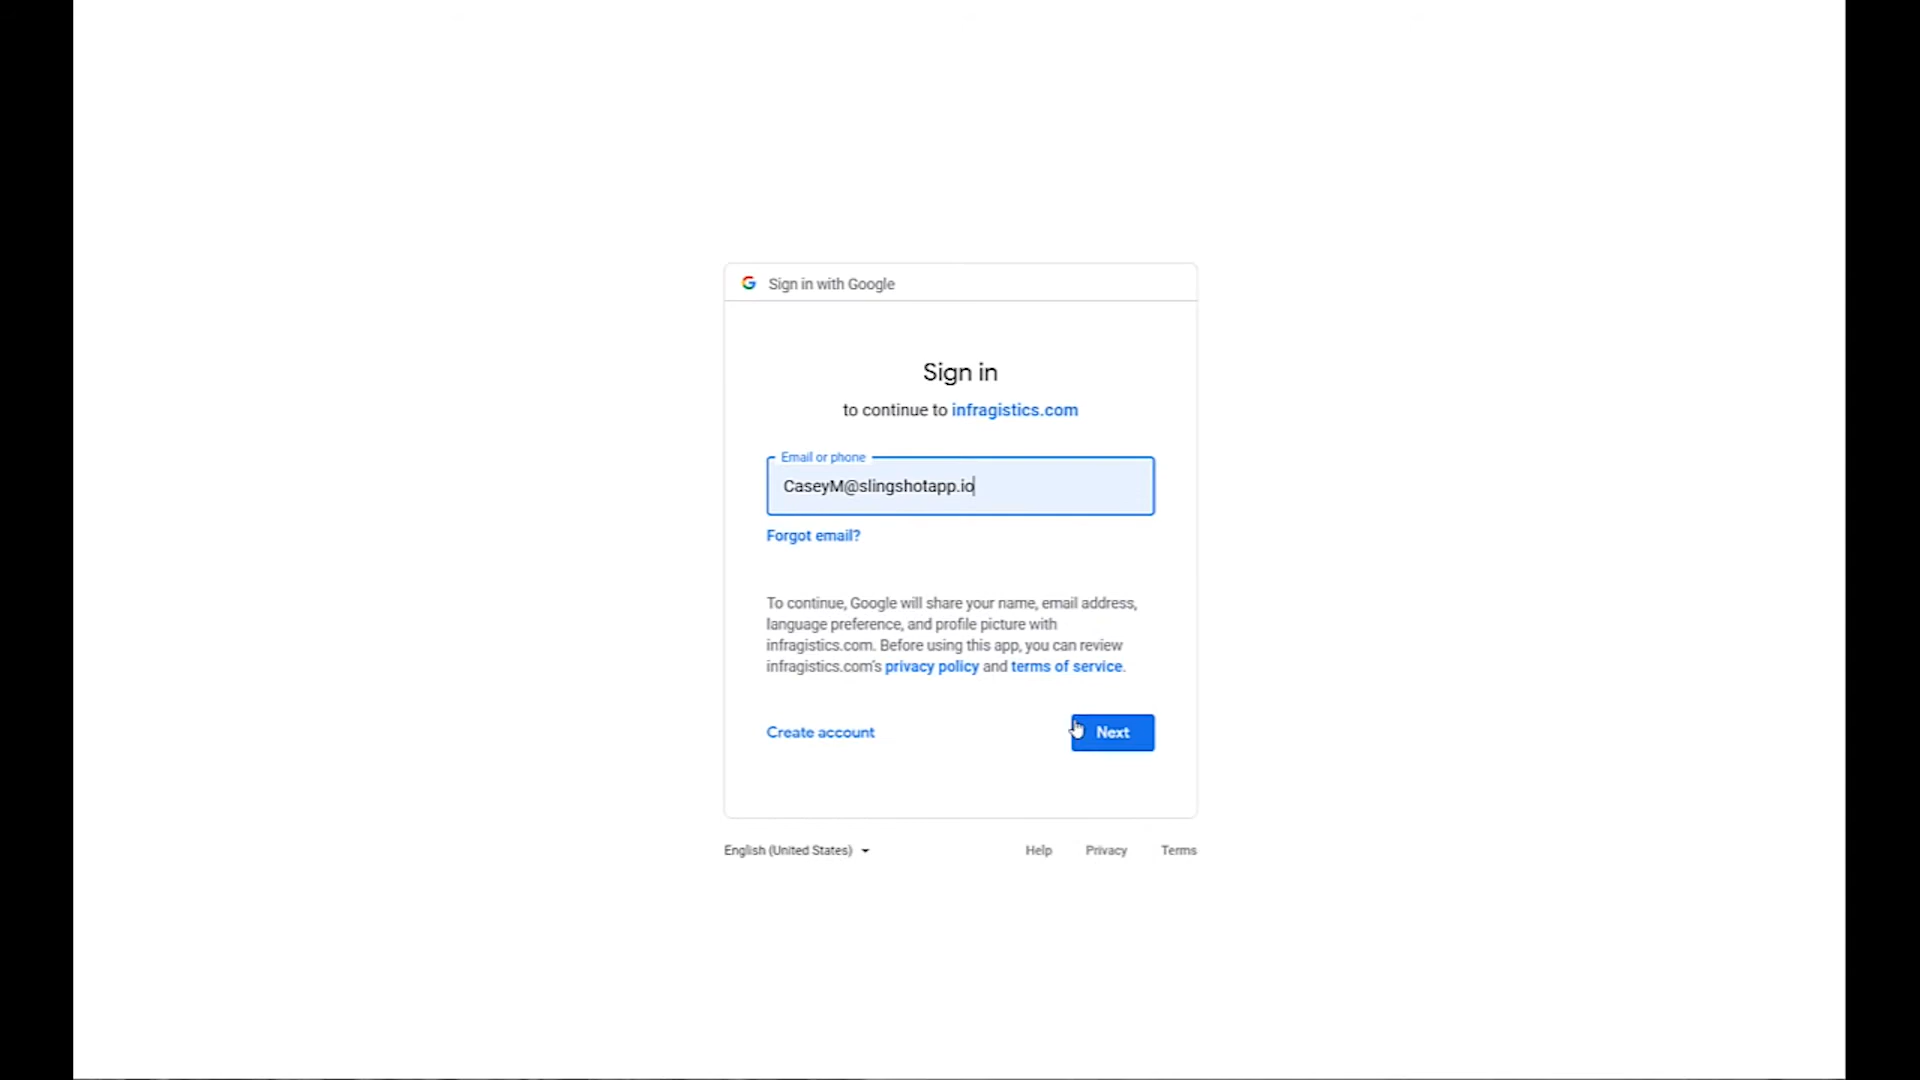 Sign in with Google
Sign in
to continue to infragistics.com
Email or phone
CaseyM@slingshotapp.io
Forgot email?
To continue, Google will share your name, email address,
language preference, and profile picture with
infragistics.com. Before using this app, you can review
infragistics.com's privacy policy and terms of service.
Create account
Next
English (United States)
Help
Privacy
Terms